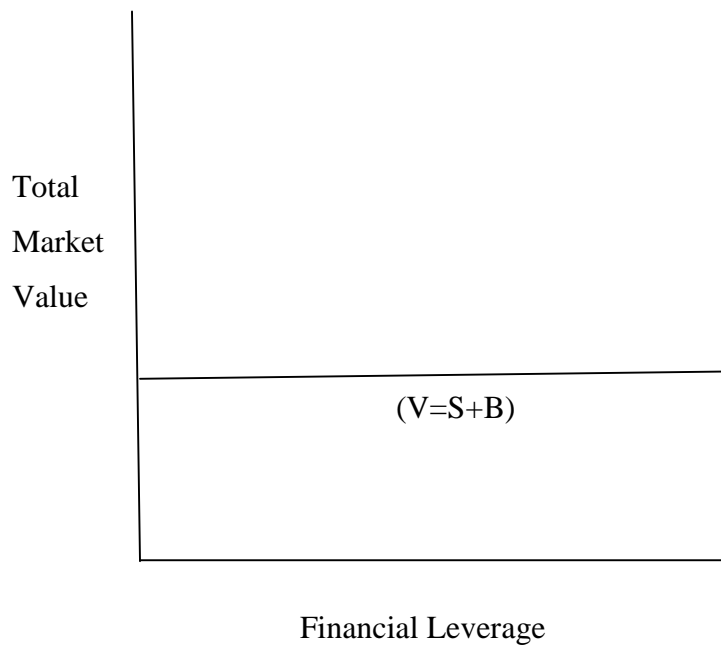 Total
Market
Value
(V=S+B)
Financial Leverage